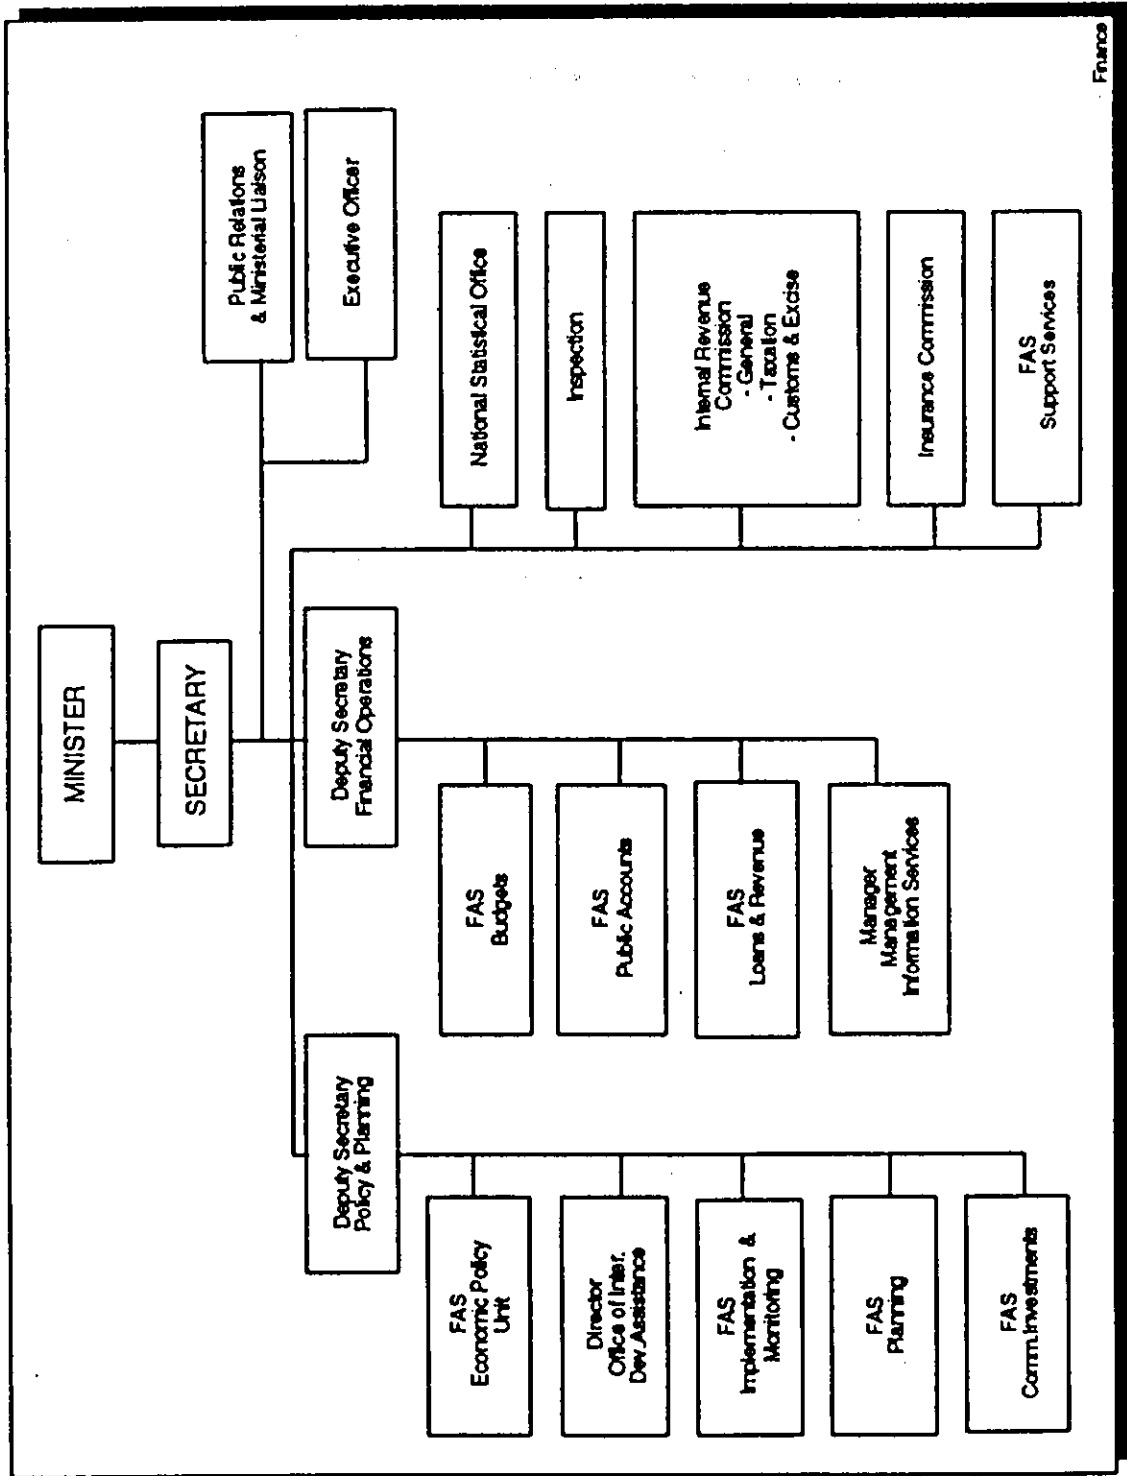 MINISTER
SECRETARY
Public Relations
& Ministerial Liaison
Executive Officer
Deputy Secretary
Policy & Planning
Deputy Secretary
Financial Operations
FAS
Economic Policy
Unit
Director
Office of Inter.
Dev.Assistance
FAS
Implementation &
Monitoring
FAS
Planning
FAS
Comm.Investments
FAS
Budgets
FAS
Public Accounts
FAS
Loans & Revenue
Manager
Management
Information Services
National Statistical Office
Inspection
Internal Revenue
Commission
- General
- Taxation
- Customs & Excise
Insurance Commission
FAS
Support Services
Finance